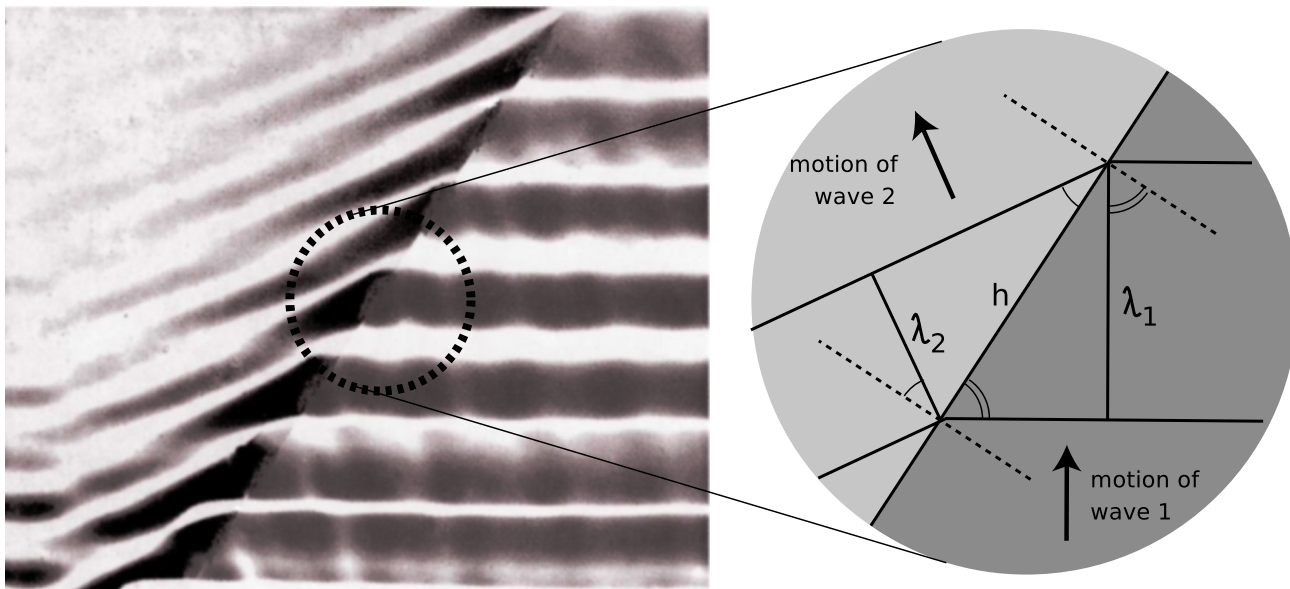 motion of
wave 2
h
λ₁
λ₂
motion of
wave 1